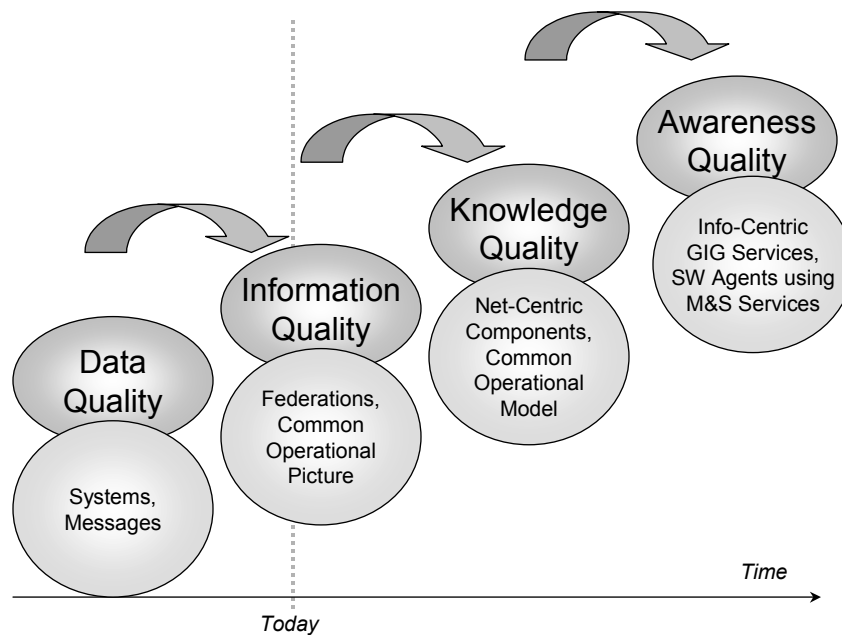 Awareness
Quality
Info-Centric
GIG Services,
SW Agents using
M&S Services
Knowledge
Quality
Net-Centric
Components,
Common
Operational
Model
Information
Quality
Federations,
Common
Operational
Picture
Data
Quality
Systems,
Messages
Time
Today